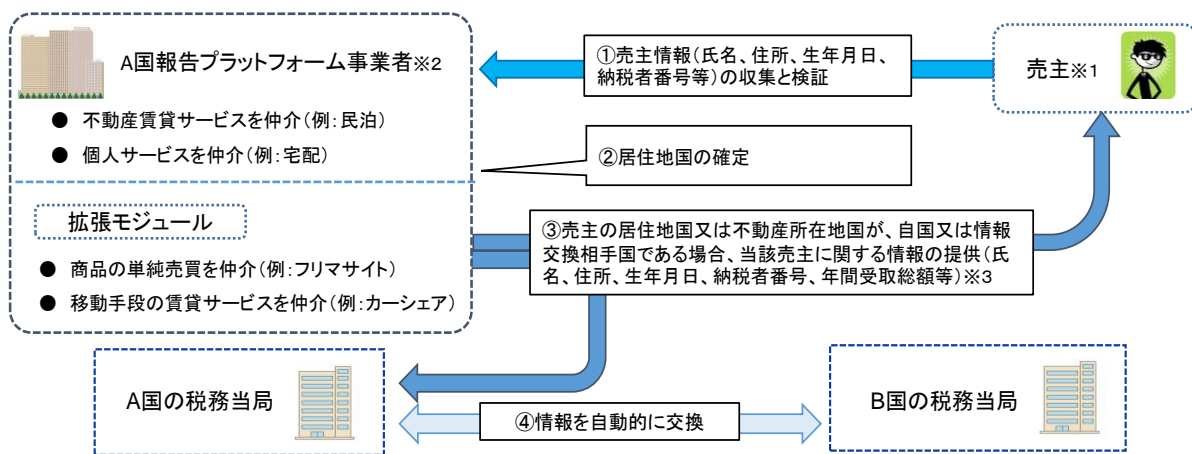 A国報告プラットフォーム事業者※2
● 不動産賃貸サービスを仲介(例:民泊)
● 個人サービスを仲介(例:宅配)
拡張モジュール
● 商品の単純売買を仲介(例:フリマサイト)
● 移動手段の賃貸サービスを仲介(例:カーシェア)
①売主情報(氏名、住所、生年月日、
納税者番号等)の収集と検証
売主※1
②居住地国の確定
③売主の居住地国又は不動産所在地国が、自国又は情報
交換相手国である場合、当該売主に関する情報の提供(氏
名、住所、生年月日、納税者番号、年間受取総額等)※3
A国の税務当局
④情報を自動的に交換
B国の税務当局